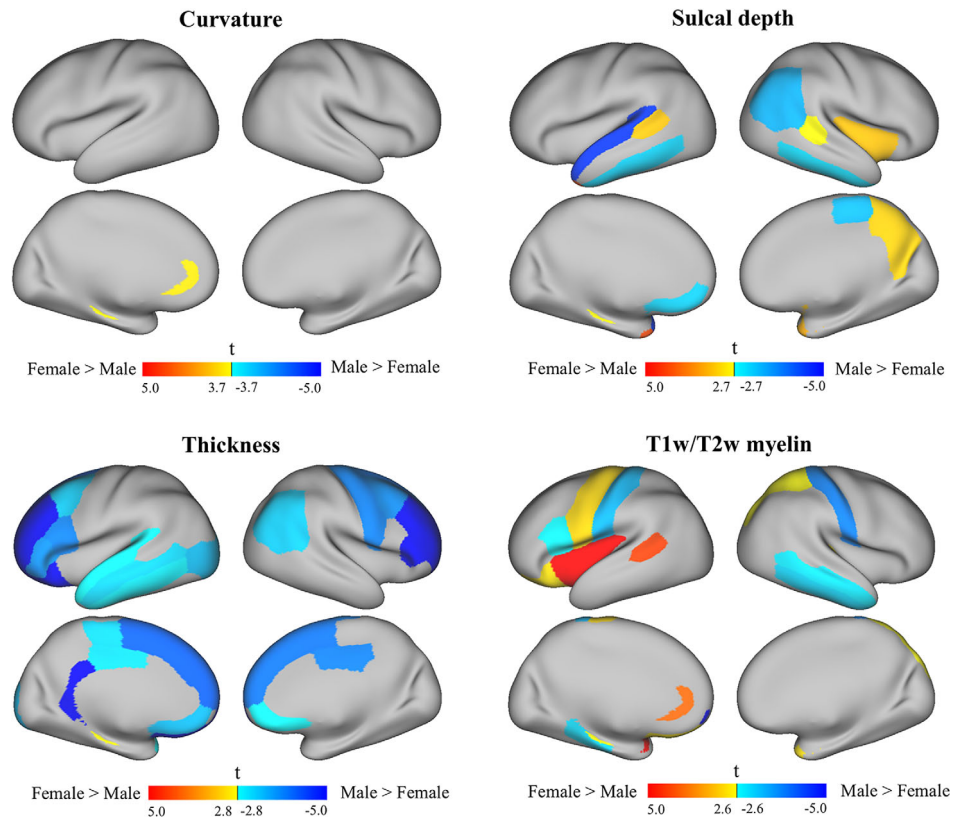 Curvature
Sulcal depth
t
Female > Male
Male > Female
5.0 3.7 -3.7 -5.0
t
Female > Male
Male > Female
5.0 2.7 -2.7 -5.0
Thickness
T1w/T2w myelin
t
Female > Male
Male > Female
5.0 2.8 -2.8 -5.0
t
Female > Male
Male > Female
5.0 2.6 -2.6 -5.0